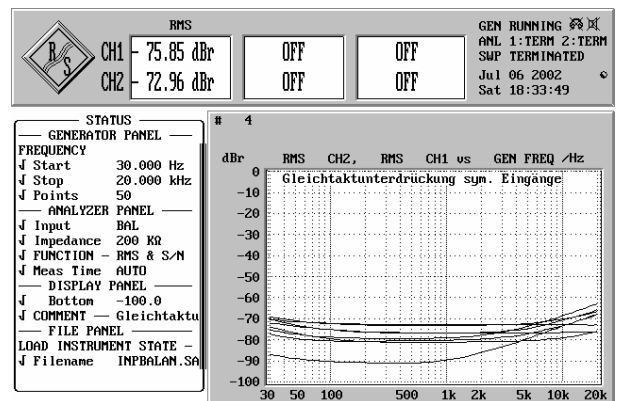 RMS
CH1 - 75.85 dBr OFF OFF
CH2 - 72.96 dBr OFF OFF
R S
GEN RUNNING
ANL 1:TERM 2:TERM
SWP TERMINATED
Jul 06 2002
Sat 18:33:49
STATUS
GENERATOR PANEL
FREQUENCY
Start 30.000 Hz
Stop 20.000 kHz
Points 50
ANALYZER PANEL
Input BAL
Impedance 200 KΩ
FUNCTION - RMS & S/N
Meas Time AUTO
DISPLAY PANEL
Bottom -100.0
COMMENT — Gleichtaktu
FILE PANEL
LOAD INSTRUMENT STATE -
Filename INPBALAN.SA
# 4
dBr RMS CH2, RMS CH1 vs GEN FREQ /Hz
Gleichtaktunterdrückung sym. Eingänge
0
-10
-20
-30
-40
-50
-60
-70
-80
-90
-100
30 50 100 500 1k 2k 5k 10k 20k